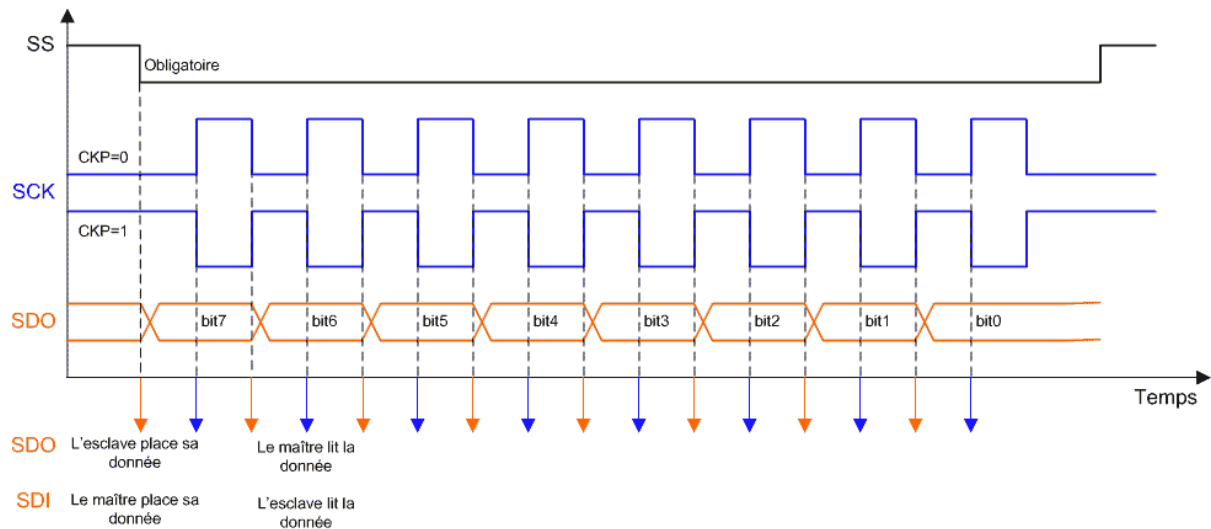 SS
Obligatoire
CKP=0
SCK
CKP=1
SDO
bit7 bit6 bit5 bit4 bit3 bit2 bit1 bit0
Temps
SDO
L'esclave place sa
donnée
Le maître lit la
donnée
SDI
Le maître place sa
donnée
L'esclave lit la
donnée